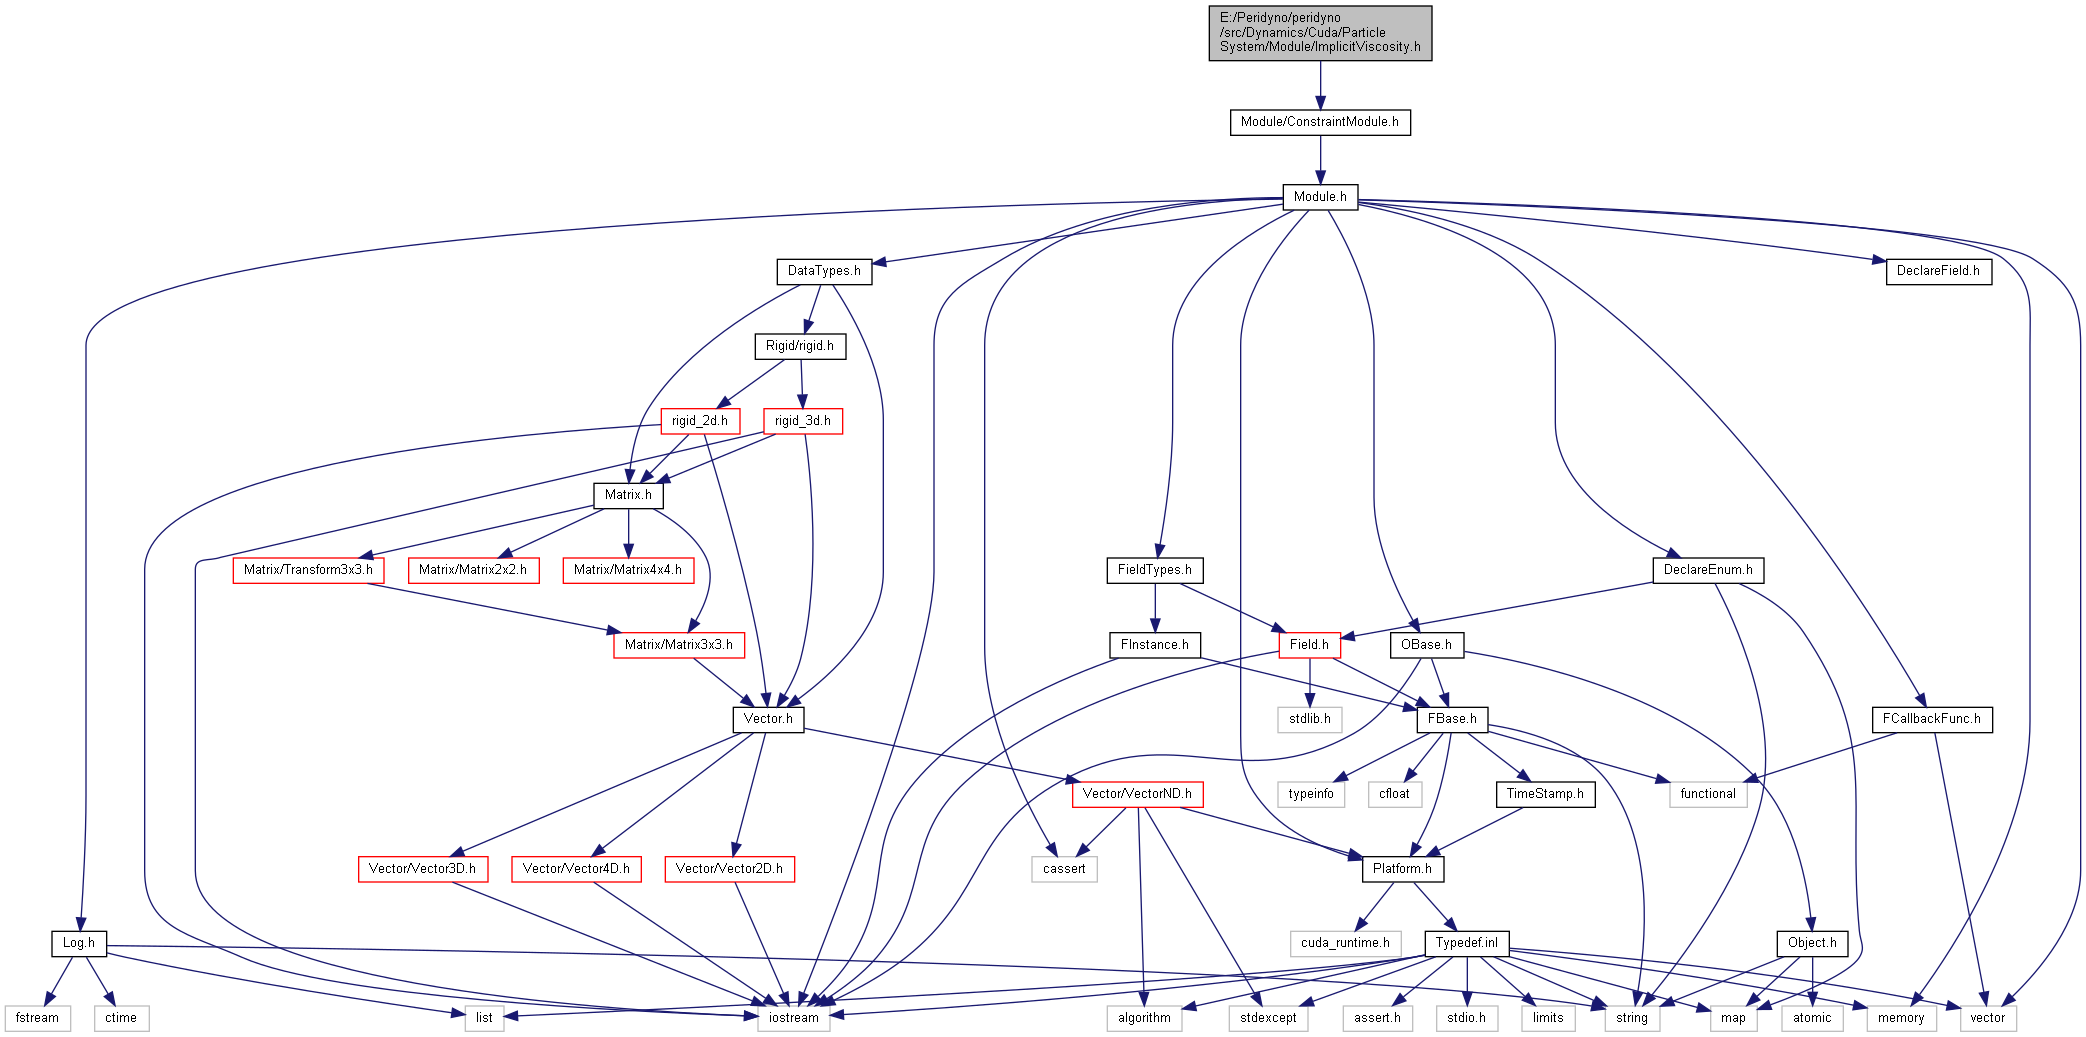 E:/Peridyno/peridyno
/src/Dynamics/Cuda/Particle
System/Module/ImplicitViscosity.h
Module/ConstraintModule.h
Module.h
DataTypes.h
DeclareField.h
Rigid/rigid.h
rigid_2d.h
rigid_3d.h
Matrix.h
Matrix/Transform3x3.h
Matrix/Matrix2x2.h
Matrix/Matrix4x4.h
FieldTypes.h
DeclareEnum.h
Matrix/Matrix3x3.h
FInstance.h
Field.h
OBase.h
Vector.h
stdlib.h
FBase.h
FCallbackFunc.h
Vector/VectorND.h
typeinfo
cfloat
TimeStamp.h
functional
Vector/Vector3D.h
Vector/Vector4D.h
Vector/Vector2D.h
cassert
Platform.h
Log.h
cuda_runtime.h
Typedef.inl
Object.h
fstream
ctime
list
iostream
algorithm
stdexcept
assert.h
stdio.h
limits
string
map
atomic
memory
vector